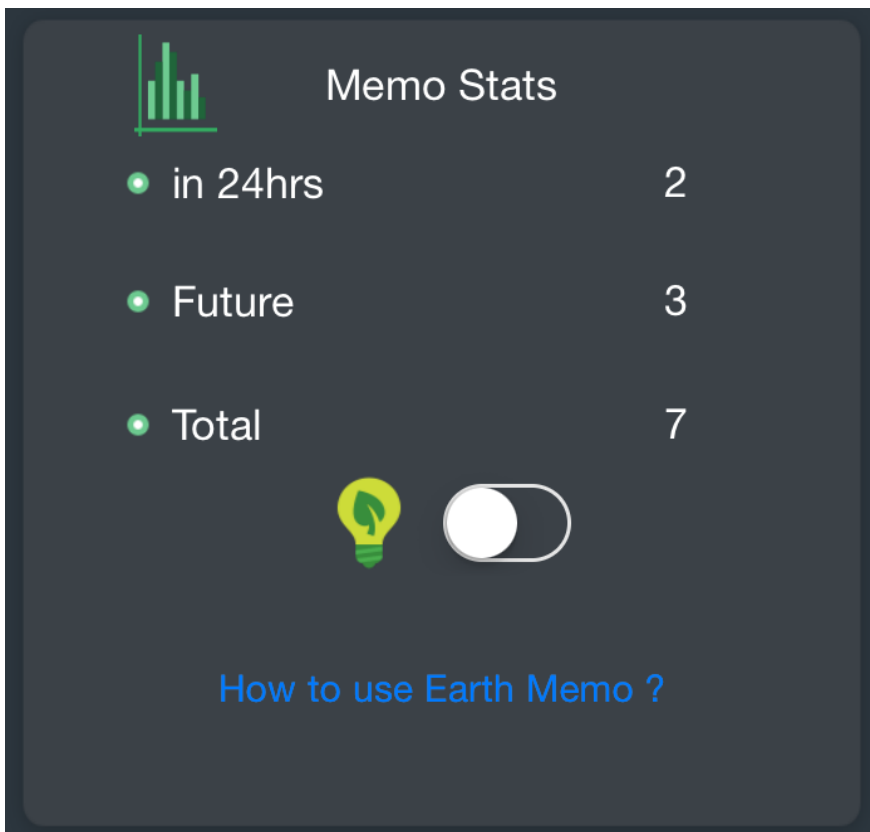 Memo Stats
in 24hrs 2
Future 3
Total 7
How to use Earth Memo ?